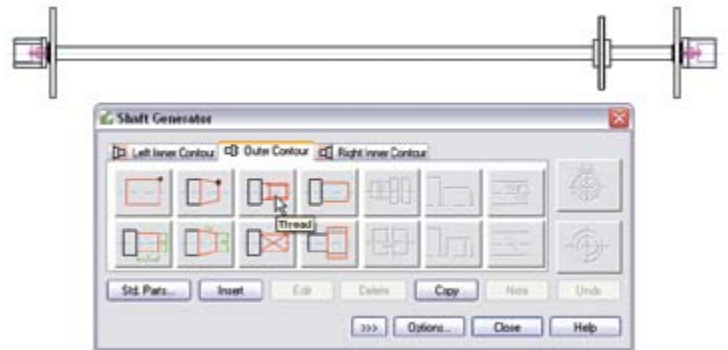 Shaft Generator
Left Inner Contour Outer Contour Right Inner Contour
Thread
Std. Parts... Insert Edit Delete Copy New Undo
>>> Options... Close Help